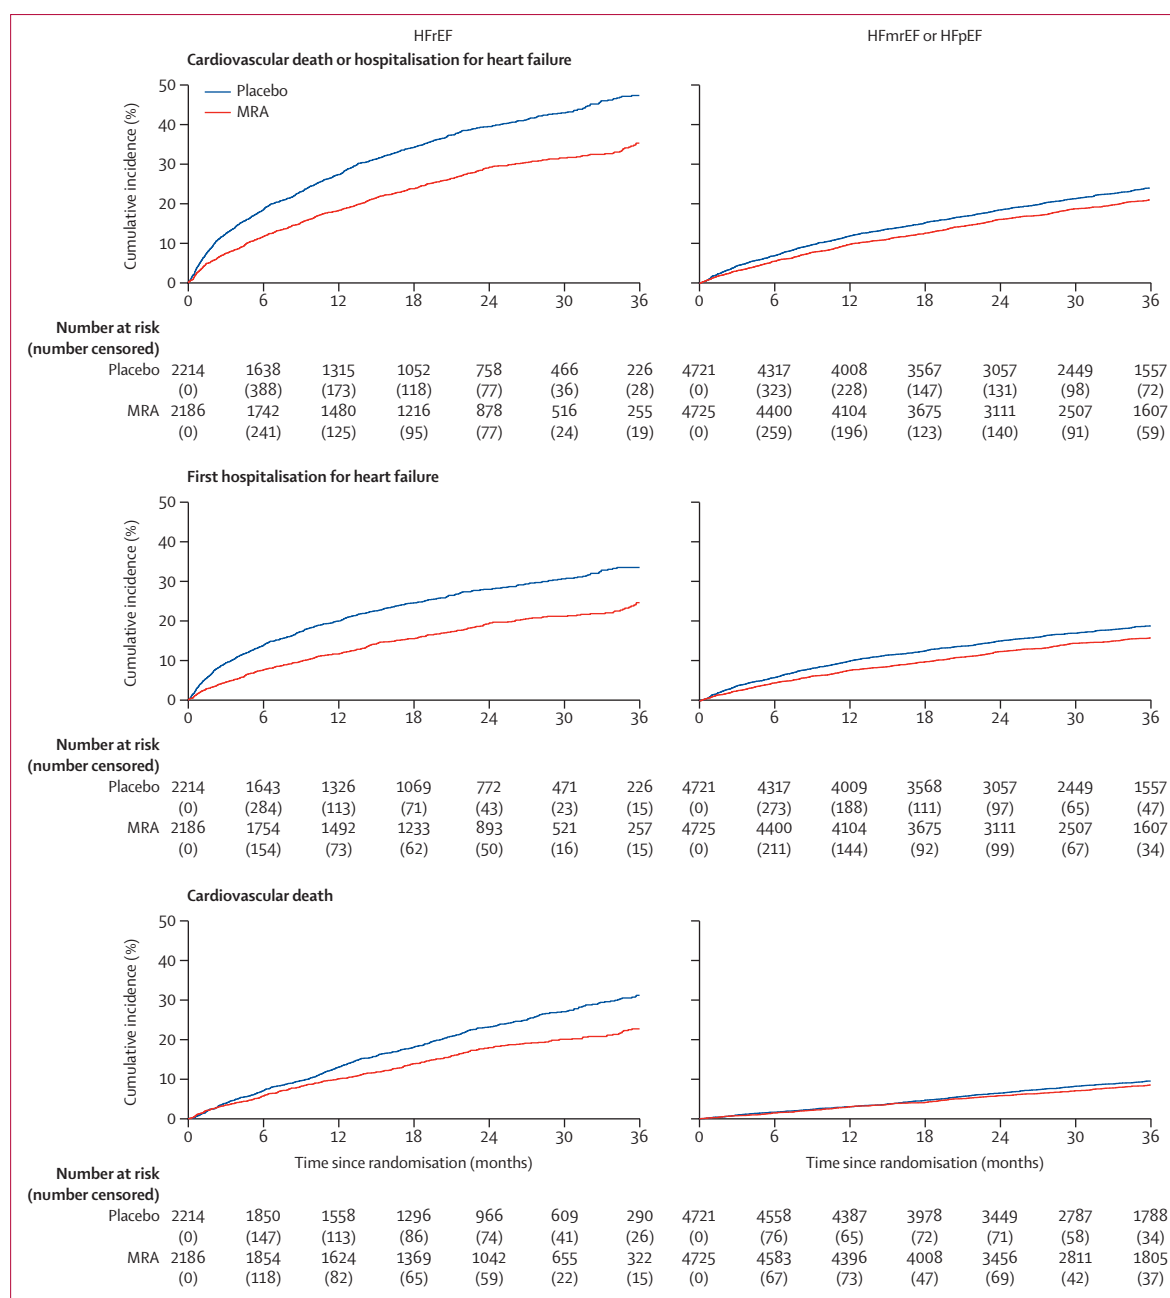 HFrEF HFmrEF or HFpEF
Cardiovascular death or hospitalisation for heart failure
Placebo
MRA
Cumulative incidence (%)
50
40
30
20
10
0
0 6 12 18 24 30 36 0 6 12 18 24 30 36
Number at risk
(number censored)
Placebo 2214 1638 1315 1052 758 466 226 4721 4317 4008 3567 3057 2449 1557
(0) (388) (173) (118) (77) (36) (28) (0) (323) (228) (147) (131) (98) (72)
MRA 2186 1742 1480 1216 878 516 255 4725 4400 4104 3675 3111 2507 1607
(0) (241) (125) (95) (77) (24) (19) (0) (259) (196) (123) (140) (91) (59)
First hospitalisation for heart failure
Cumulative incidence (%)
50
40
30
20
10
0
0 6 12 18 24 30 36 0 6 12 18 24 30 36
Number at risk
(number censored)
Placebo 2214 1643 1326 1069 772 471 226 4721 4317 4009 3568 3057 2449 1557
(0) (284) (113) (71) (43) (23) (15) (0) (273) (188) (111) (97) (65) (47)
MRA 2186 1754 1492 1233 893 521 257 4725 4400 4104 3675 3111 2507 1607
(0) (154) (73) (62) (50) (16) (15) (0) (211) (144) (92) (99) (67) (34)
Cardiovascular death
Cumulative incidence (%)
50
40
30
20
10
0
0 6 12 18 24 30 36 0 6 12 18 24 30 36
Time since randomisation (months) Time since randomisation (months)
Number at risk
(number censored)
Placebo 2214 1850 1558 1296 966 609 290 4721 4558 4387 3978 3449 2787 1788
(0) (147) (113) (86) (74) (41) (26) (0) (76) (65) (72) (71) (58) (34)
MRA 2186 1854 1624 1369 1042 655 322 4725 4583 4396 4008 3456 2811 1805
(0) (118) (82) (65) (59) (22) (15) (0) (67) (73) (47) (69) (42) (37)